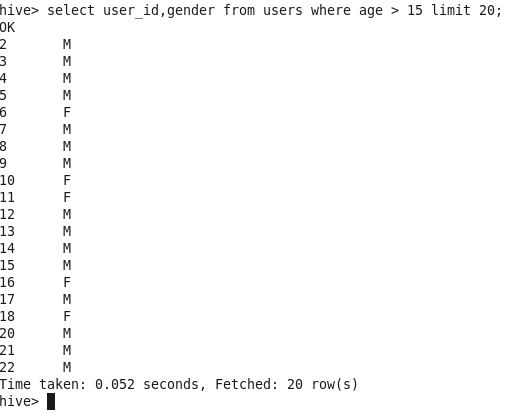 hive> select user_id,gender from users where age > 15 limit 20;
OK
2 M
3 M
4 M
5 M
6 F
7 M
8 M
9 M
10 F
11 F
12 M
13 M
14 M
15 M
16 F
17 M
18 F
20 M
21 M
22 M
Time taken: 0.052 seconds, Fetched: 20 row(s)
hive>